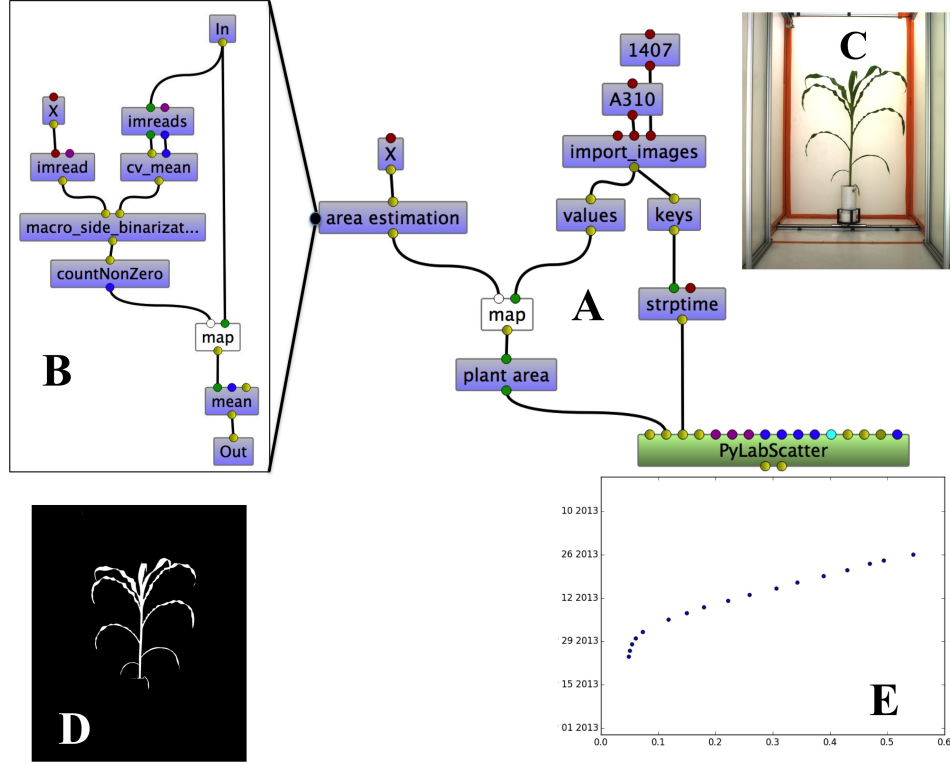 In
X
imreads
imread
cv_mean
macro_side_binarizat...
countNonZero
map
B
mean
Out
X
area estimation
1407
A310
import_images
values
keys
A
strptime
map
plant area
PyLabScatter
C
D
10 2013
26 2013
12 2013
29 2013
15 2013
01 2013
0.0 0.1 0.2 0.3 0.4 0.5 0.6
E